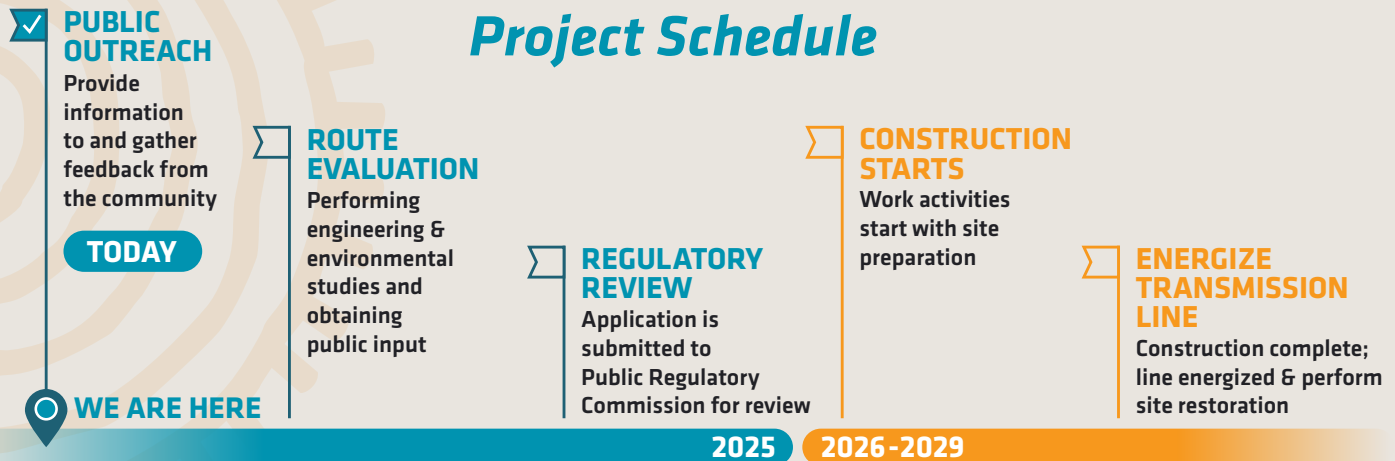 Project Schedule
PUBLIC
OUTREACH
Provide
information
to and gather
feedback from
the community
TODAY
WE ARE HERE
ROUTE
EVALUATION
Performing
engineering &
environmental
studies and
obtaining
public input
REGULATORY
REVIEW
Application is
submitted to
Public Regulatory
Commission for review
2025
CONSTRUCTION
STARTS
Work activities
start with site
preparation
ENERGIZE
TRANSMISSION
LINE
Construction complete;
line energized & perform
site restoration
2026-2029